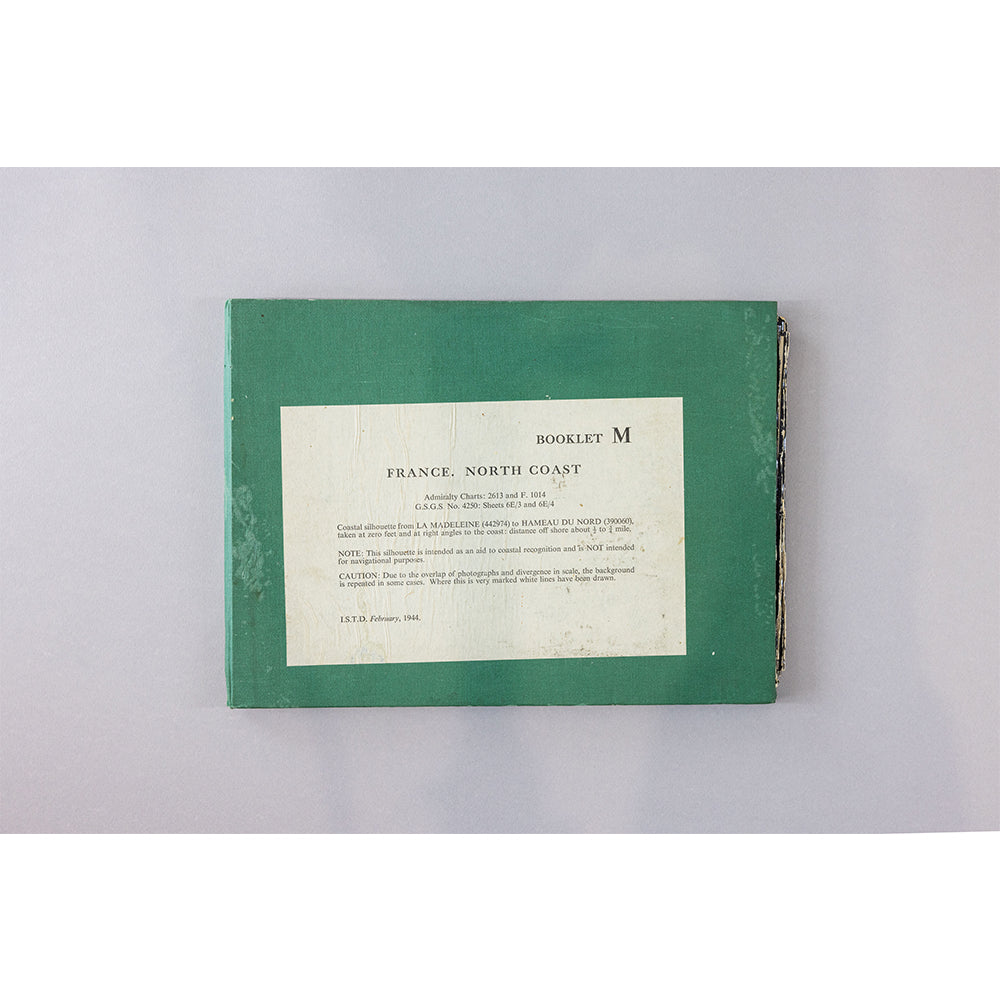 BOOKLET M
FRANCE. NORTH COAST
Admiralty Charts: 2613 and F. 1014
G.S.G.S. No. 4250: Sheets 6E/3 and 6E/4
Coastal silhouette from LA MADELEINE (442974) to HAMEAU DU NORD (390060),
taken at zero feet and at right angles to the coast: distance off shore about ½ to ¾ mile.
NOTE: This silhouette is intended as an aid to coastal recognition and is NOT intended
for navigational purposes.
CAUTION: Due to the overlap of photographs and divergence in scale, the background
is repeated in some cases. Where this is very marked white lines have been drawn.
I.S.T.D. February, 1944.